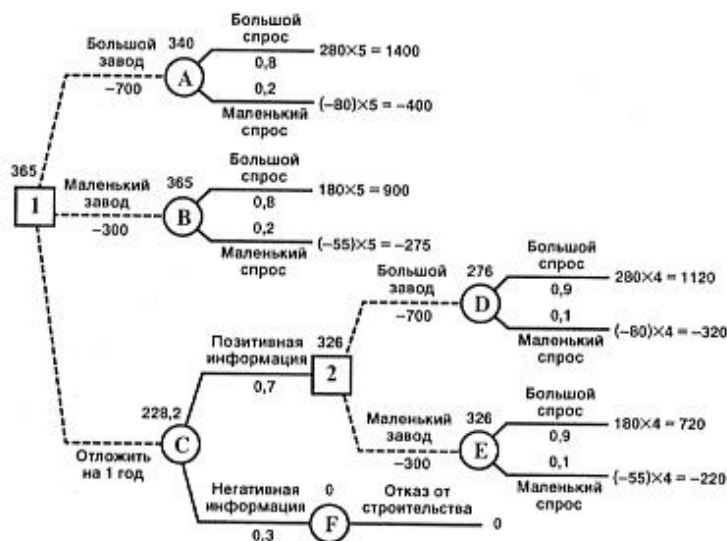 Большой
спрос
340
Большой
завод
280×5 = 1400
0,8
A
−700
0,2
(−80)×5 = −400
Маленький
спрос
Большой
спрос
365
365
Маленький
завод
180×5 = 900
0,8
1
B
−300
0,2
(−55)×5 = −275
Маленький
спрос
Большой
спрос
276
Большой
завод
280×4 = 1120
0,9
D
−700
0,1
(−80)×4 = −320
Маленький
спрос
Позитивная
информация
326
2
0,7
Большой
спрос
326
Маленький
завод
180×4 = 720
0,9
E
−300
0,1
(−55)×4 = −220
Маленький
спрос
228,2
C
Отложить
на 1 год
Негативная
информация
0
Отказ от
строительства
0,3
F
0